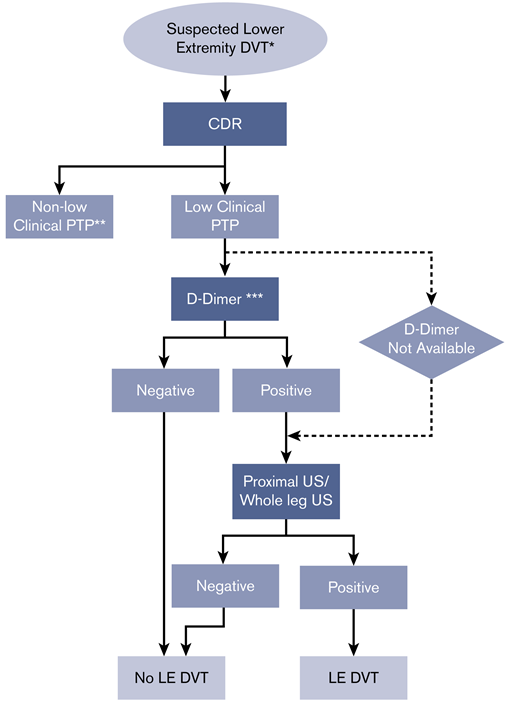 Suspected Lower
Extremity DVT*
CDR
Non-low
Clinical PTP**
Low Clinical
PTP
D-Dimer ***
D-Dimer
Not Available
Negative
Positive
Proximal US/
Whole leg US
Negative
Positive
No LE DVT
LE DVT